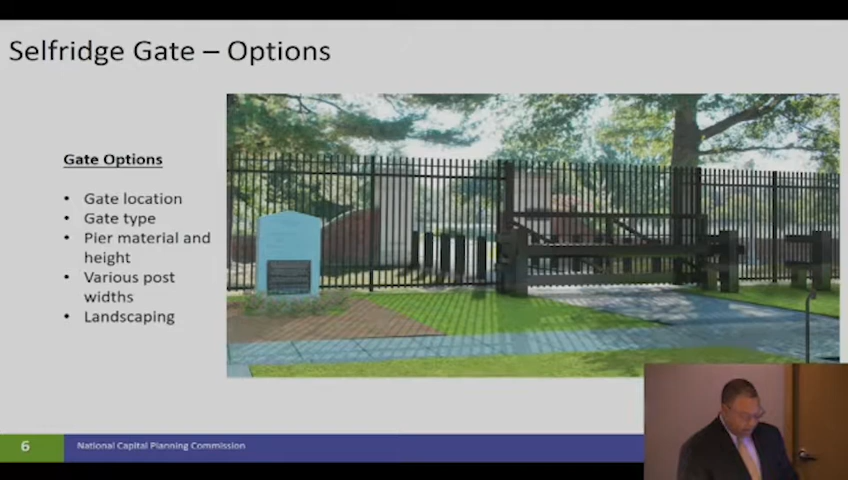 Selfridge Gate – Options
Gate Options
• Gate location
• Gate type
• Pier material and
height
• Various post
widths
• Landscaping
6
National Capital Planning Commission